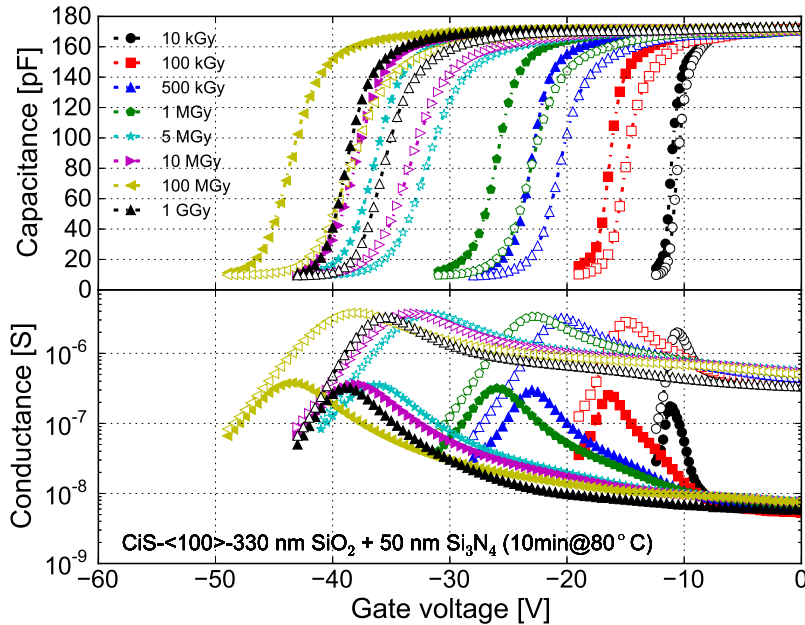 180
160
140
120
100
80
60
40
20
0
Capacitance [pF]
10 kGy
100 kGy
500 kGy
1 MGy
5 MGy
10 MGy
100 MGy
1 GGy
10⁻⁶
10⁻⁷
10⁻⁸
10⁻⁹
Conductance [S]
CiS-<100>-330 nm SiO₂ + 50 nm Si₃N₄ (10min@80°C)
−60 −50 −40 −30 −20 −10 0
Gate voltage [V]